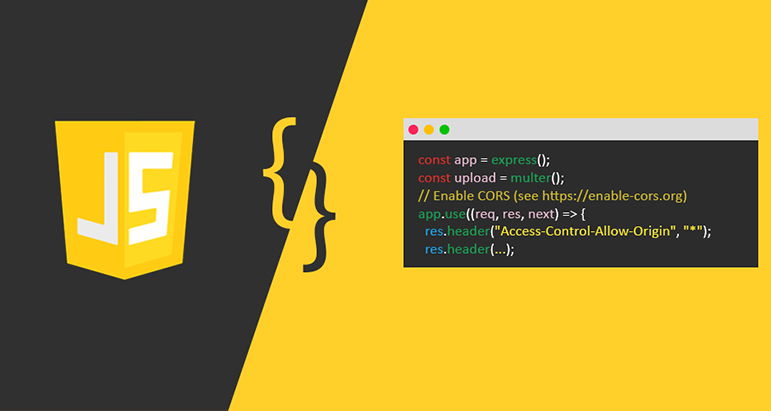 JS
{}
const app = express();
const upload = multer();
// Enable CORS (see https://enable-cors.org)
app.use((req, res, next) => {
res.header("Access-Control-Allow-Origin", "*");
res.header(...);